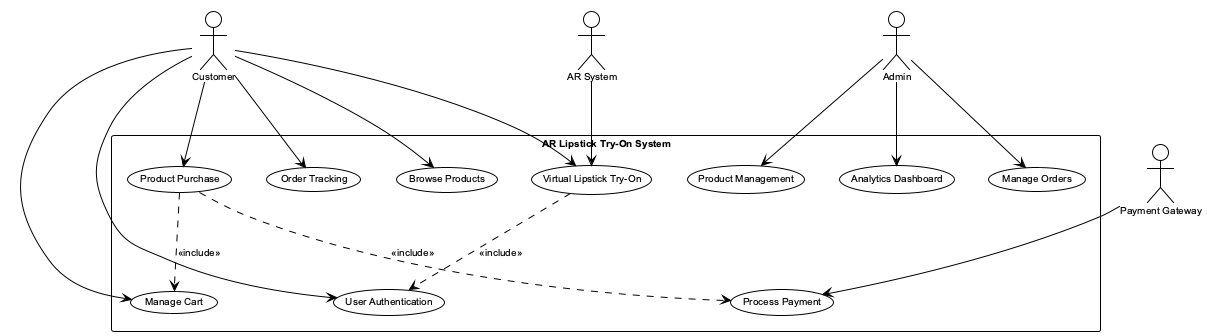 Customer
AR System
Admin
AR Lipstick Try-On System
Product Purchase
Order Tracking
Browse Products
Virtual Lipstick Try-On
Product Management
Analytics Dashboard
Manage Orders
Payment Gateway
«include»
«include»
«include»
Manage Cart
User Authentication
Process Payment